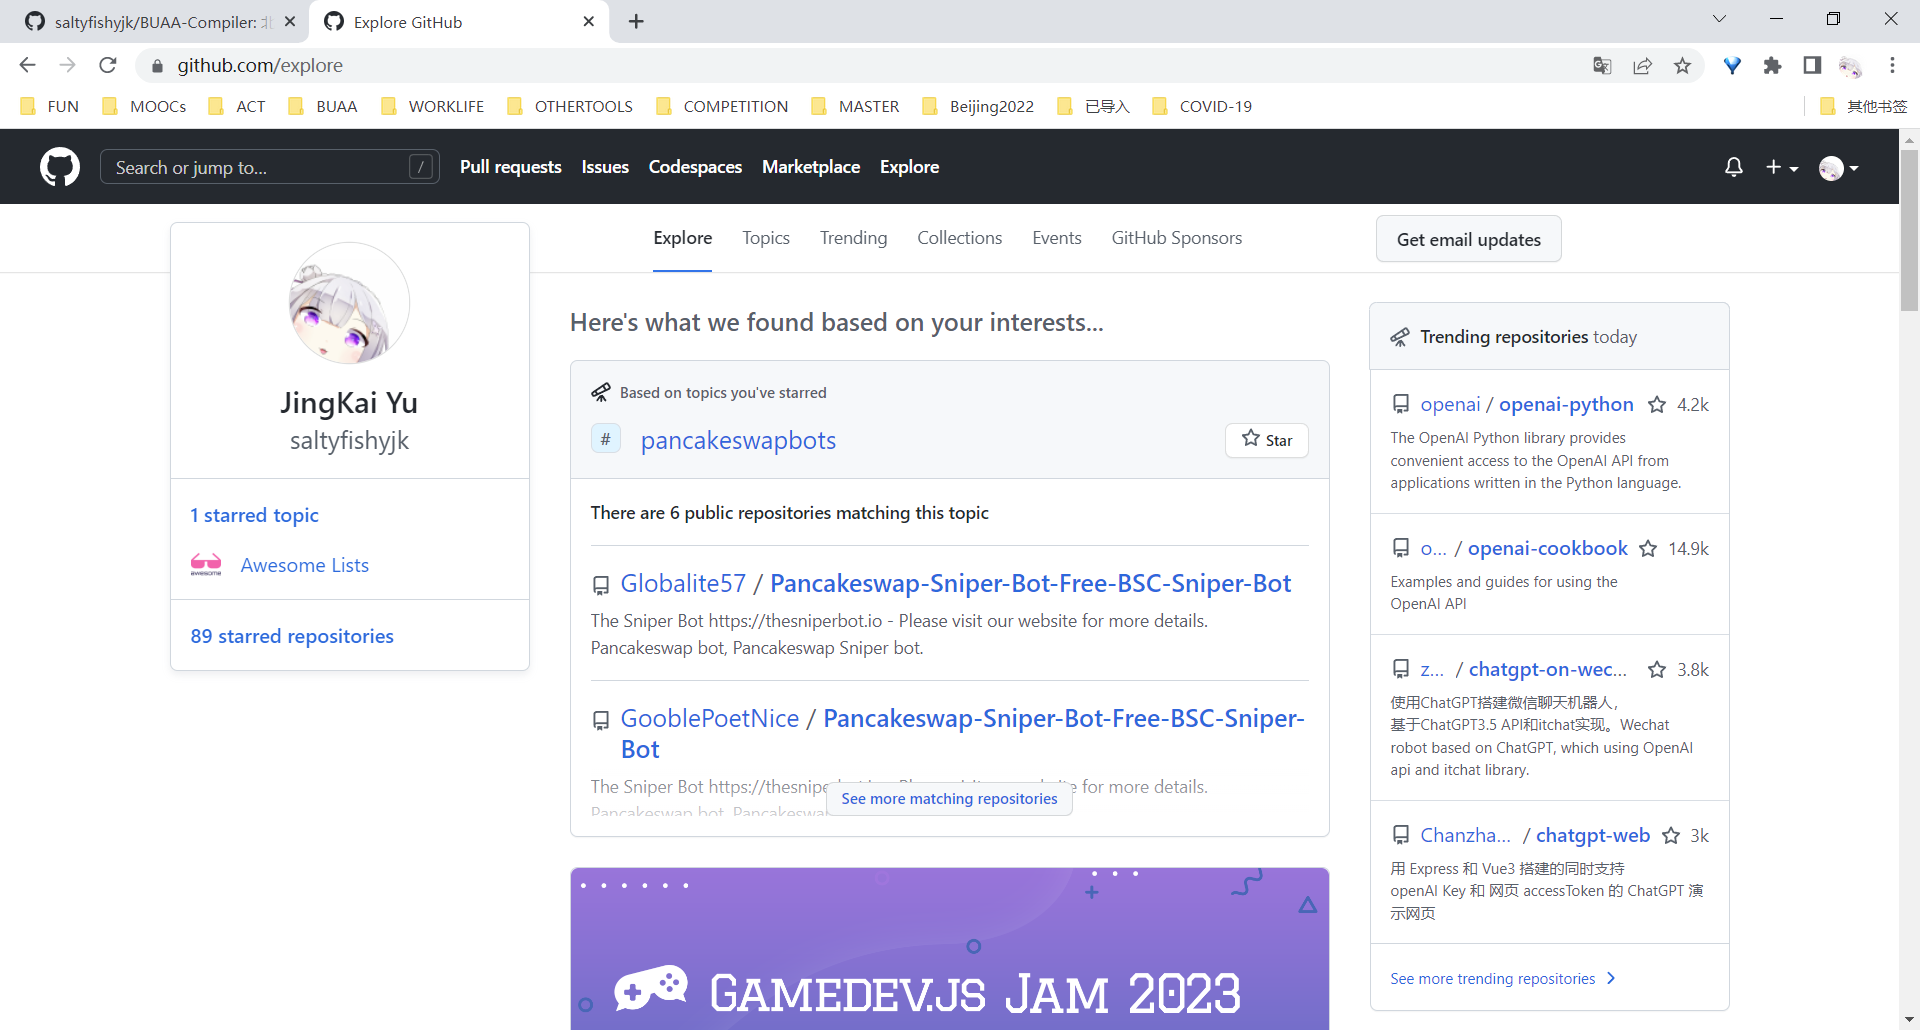 saltyfishyjk/BUAA-Compiler: 北
Explore GitHub
github.com/explore
FUN
MOOCs
ACT
BUAA
WORKLIFE
OTHERTOOLS
COMPETITION
MASTER
Beijing2022
已导入
COVID-19
其他书签
Search or jump to...
/
Pull requests
Issues
Codespaces
Marketplace
Explore
JingKai Yu
saltyfishyjk
1 starred topic
awesome
Awesome Lists
89 starred repositories
Explore
Topics
Trending
Collections
Events
GitHub Sponsors
Get email updates
Here's what we found based on your interests...
Based on topics you've starred
# pancakeswapbots
Star
There are 6 public repositories matching this topic
Globalite57 / Pancakeswap-Sniper-Bot-Free-BSC-Sniper-Bot
The Sniper Bot https://thesniperbot.io - Please visit our website for more details.
Pancakeswap bot, Pancakeswap Sniper bot.
GooblePoetNice / Pancakeswap-Sniper-Bot-Free-BSC-Sniper-
Bot
The Sniper Bot https://thesnipe for more details.
See more matching repositories
Pancakeswap bot, Pancakeswa
GAMEDEV.JS JAM 2023
Trending repositories today
openai / openai-python 4.2k
The OpenAI Python library provides
convenient access to the OpenAI API from
applications written in the Python language.
o... / openai-cookbook 14.9k
Examples and guides for using the
OpenAI API
z... / chatgpt-on-wec... 3.8k
使用ChatGPT搭建微信聊天机器人，
基于ChatGPT3.5 API和itchat实现。Wechat
robot based on ChatGPT, which using OpenAI
api and itchat library.
Chanzha... / chatgpt-web 3k
用 Express 和 Vue3 搭建的同时支持
openAI Key 和 网页 accessToken 的 ChatGPT 演
示网页
See more trending repositories